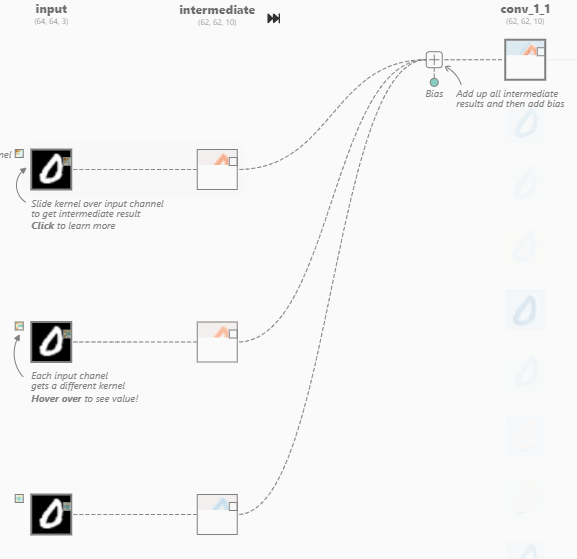 input
(64, 64, 3)
intermediate
(62, 62, 10)
conv_1_1
(62, 62, 10)
Bias
Add up all intermediate
results and then add bias
nel
Slide kernel over input channel
to get intermediate result
Click to learn more
Each input chanel
gets a different kernel
Hover over to see value!